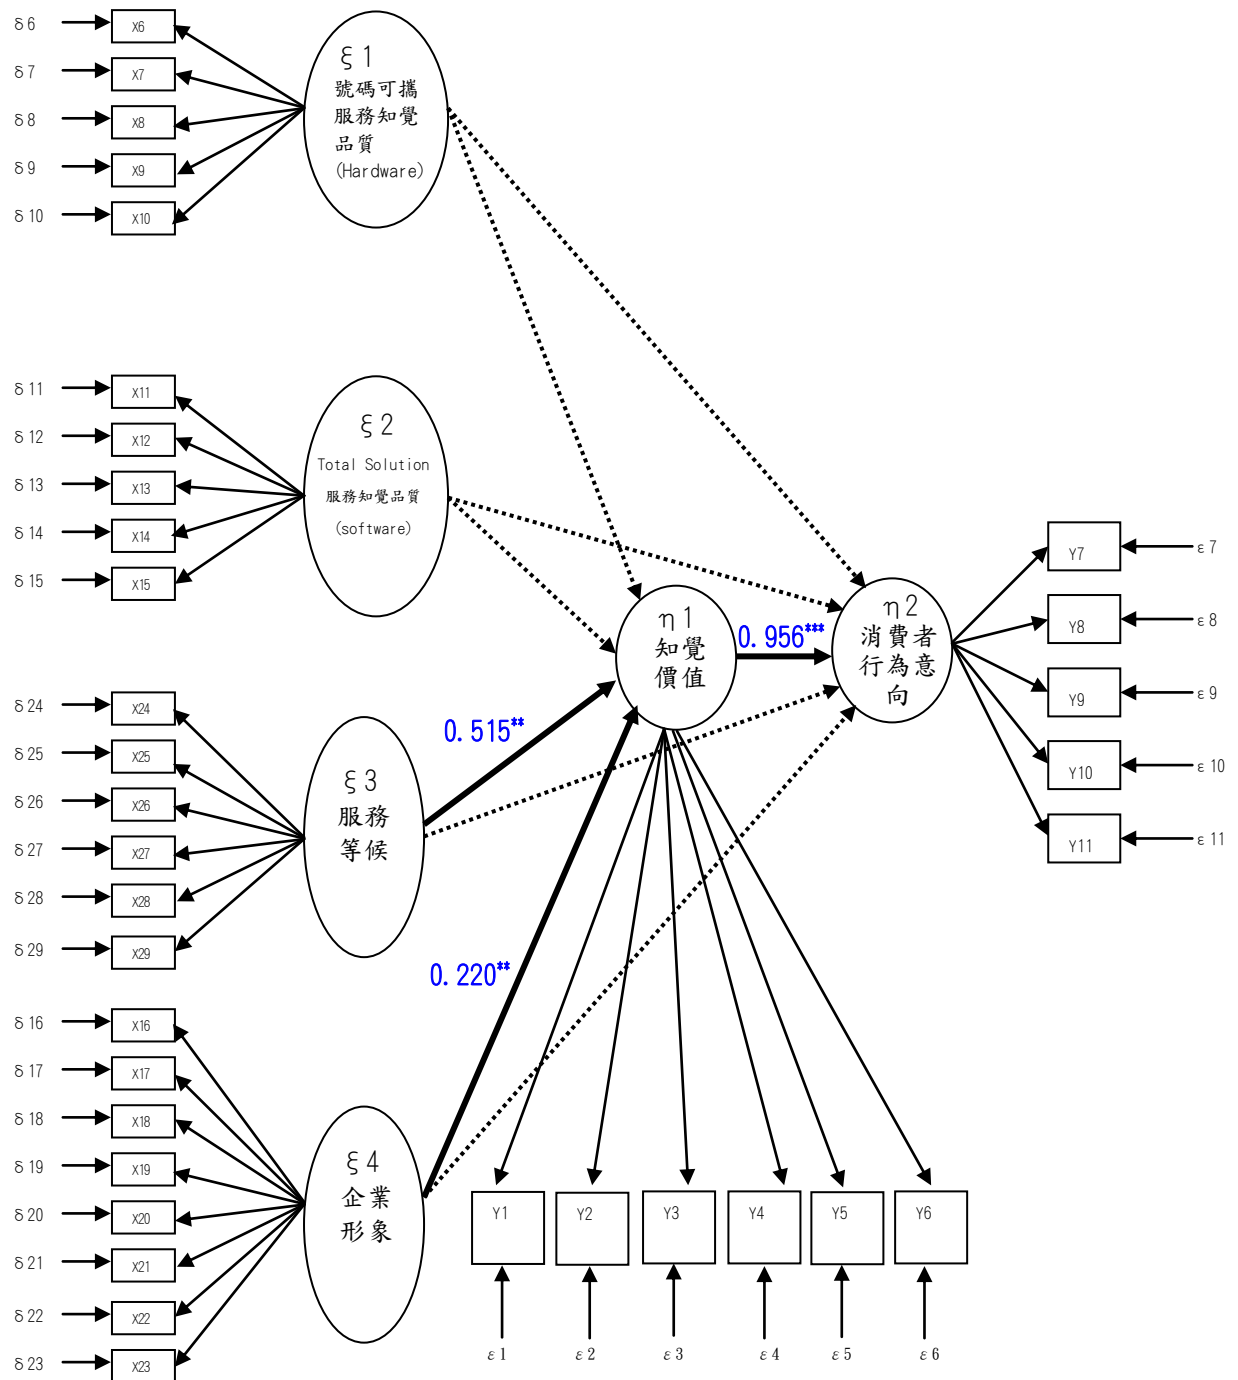 δ6
X6
δ7
X7
δ8
X8
δ9
X9
δ10
X10
ξ1
號碼可攜
服務知覺
品質
(Hardware)
δ11
X11
δ12
X12
δ13
X13
δ14
X14
δ15
X15
ξ2
Total Solution
服務知覺品質
(software)
δ24
X24
δ25
X25
δ26
X26
δ27
X27
δ28
X28
δ29
X29
ξ3
服務
等候
δ16
X16
δ17
X17
δ18
X18
δ19
X19
δ20
X20
δ21
X21
δ22
X22
δ23
X23
ξ4
企業
形象
0.515**
0.220**
η1
知覺
價值
0.956***
η2
消費者
行為意
向
Y7
ε7
Y8
ε8
Y9
ε9
Y10
ε10
Y11
ε11
Y1
Y2
Y3
Y4
Y5
Y6
ε1
ε2
ε3
ε4
ε5
ε6